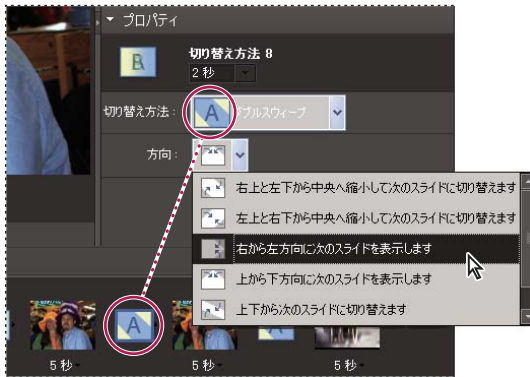 プロパティ
切り替え方法 8
2 秒
切り替え方法 :
A
ブルスウィープ
方向 :
右上と左下から中央へ縮小して次のスライドに切り替えます
左上と右下から中央へ縮小して次のスライドに切り替えます
右から左方向に次のスライドを表示します
上から下方向に次のスライドを表示します
上下から次のスライドに切り替えます
A
A
5 秒
5 秒
5 秒